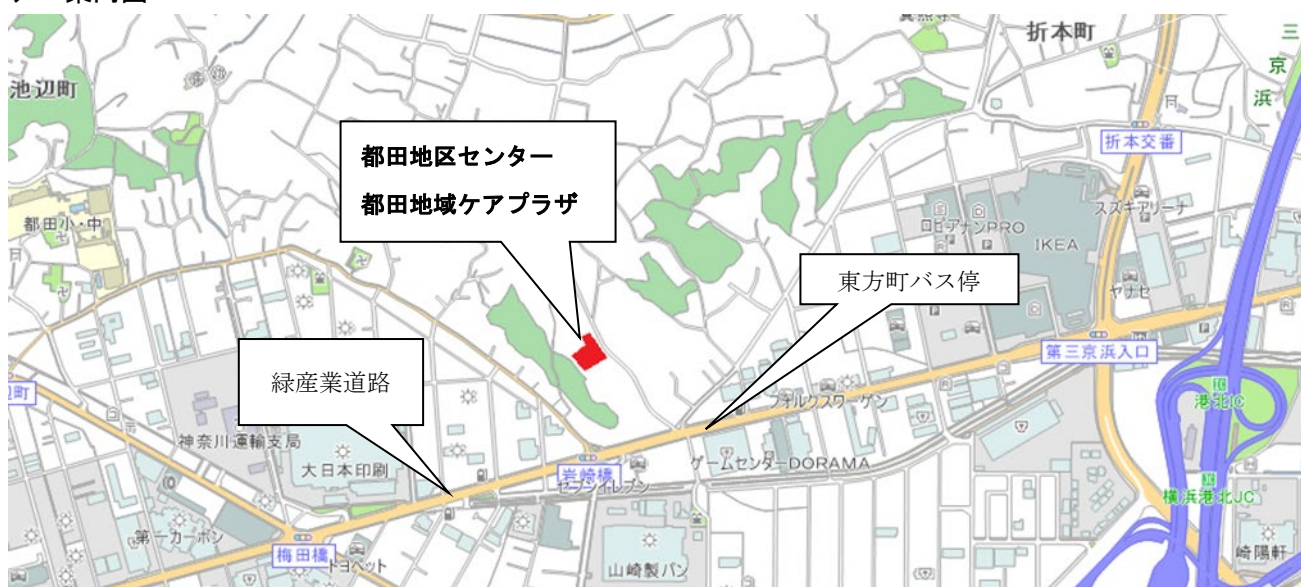 折本町
三京浜
池辺町
都田地区センター
都田地域ケアプラザ
折本交番
スズキアリーナ
都田小・中
ロピアナンPRO
IKEA
東方町バス停
ヤナセ
第三京浜入口
緑産業道路
フォルクスワーゲン
港北IC
神奈川運輸支局
大日本印刷
岩崎橋
ゲームセンターDORAMA
セブンイレブン
横浜港北JC
第一カーボン
梅田橋
トヨペット
山崎製パン
崎陽軒